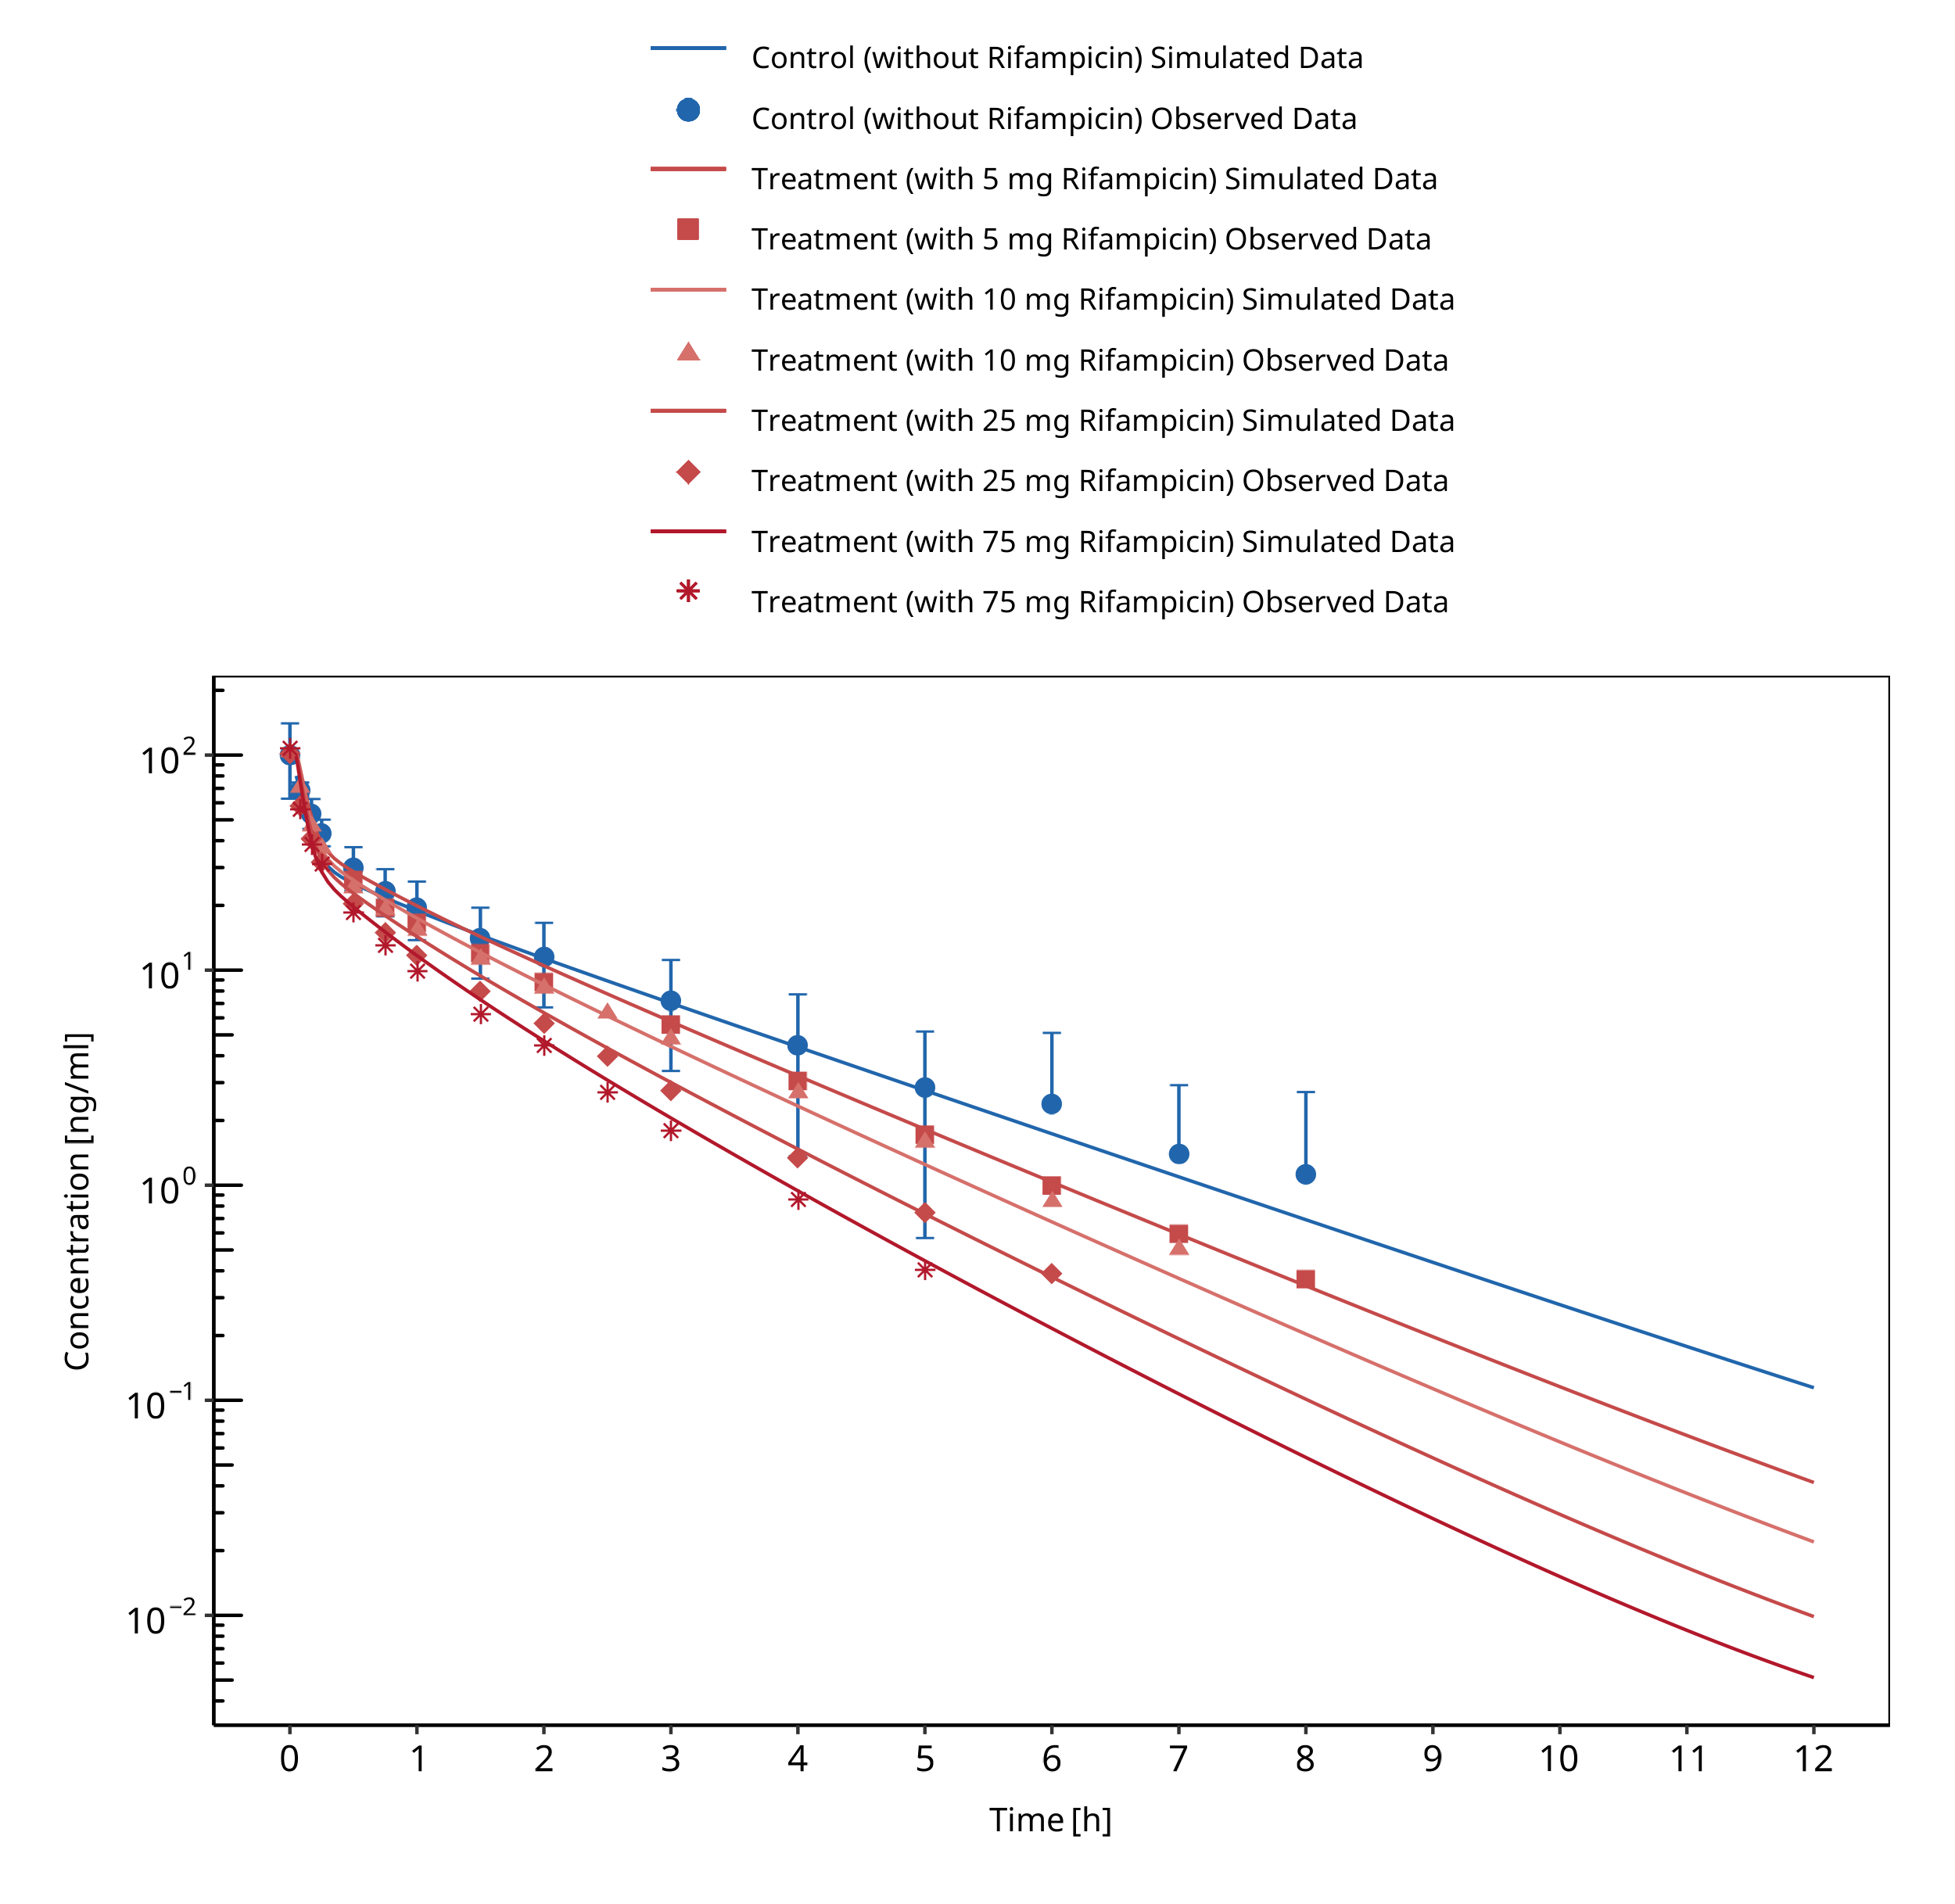 Control (without Rifampicin) Simulated Data
Control (without Rifampicin) Observed Data
Treatment (with 5 mg Rifampicin) Simulated Data
Treatment (with 5 mg Rifampicin) Observed Data
Treatment (with 10 mg Rifampicin) Simulated Data
Treatment (with 10 mg Rifampicin) Observed Data
Treatment (with 25 mg Rifampicin) Simulated Data
Treatment (with 25 mg Rifampicin) Observed Data
Treatment (with 75 mg Rifampicin) Simulated Data
Treatment (with 75 mg Rifampicin) Observed Data
Concentration [ng/ml]
10²
10¹
10⁰
10⁻¹
10⁻²
0 1 2 3 4 5 6 7 8 9 10 11 12
Time [h]